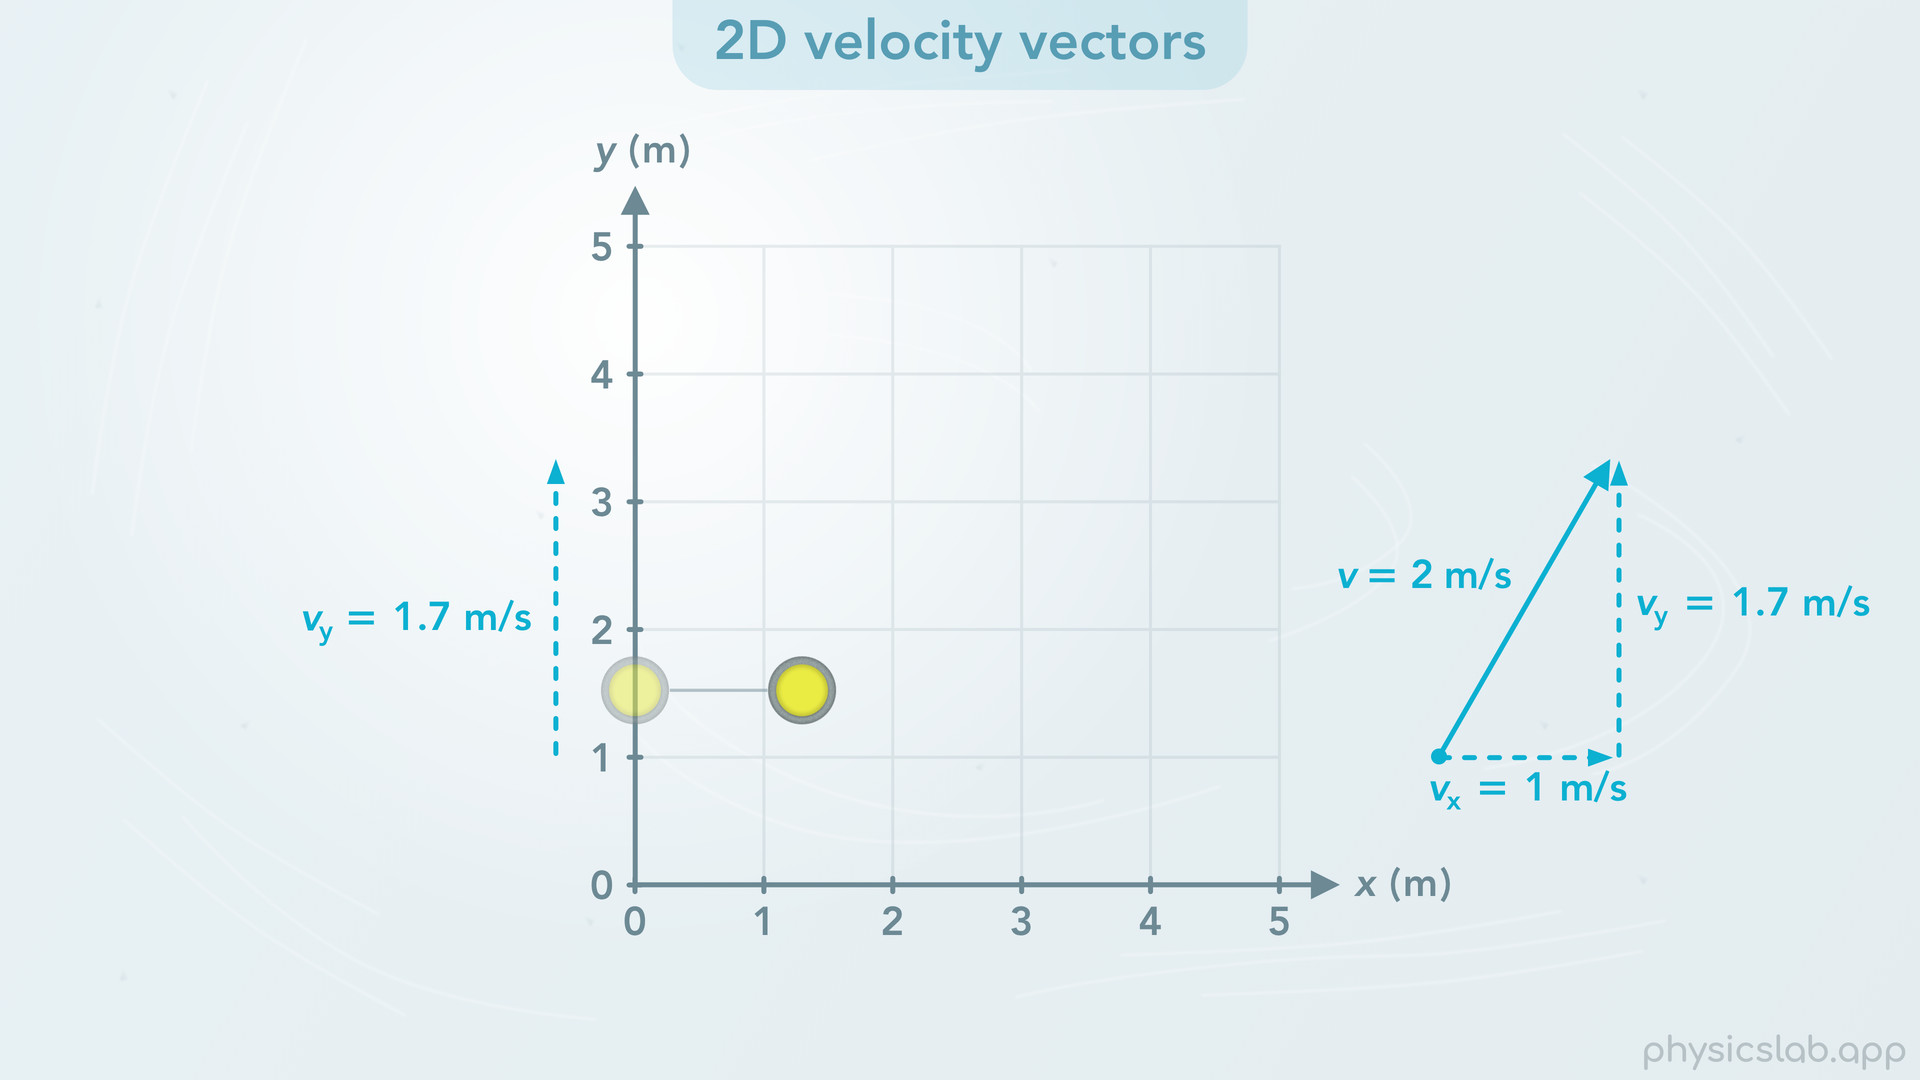 2D velocity vectors
y (m)
5
4
3
2
1
0
0 1 2 3 4 5
x (m)
vy = 1.7 m/s
v = 2 m/s
vy = 1.7 m/s
vx = 1 m/s
physicslab.app